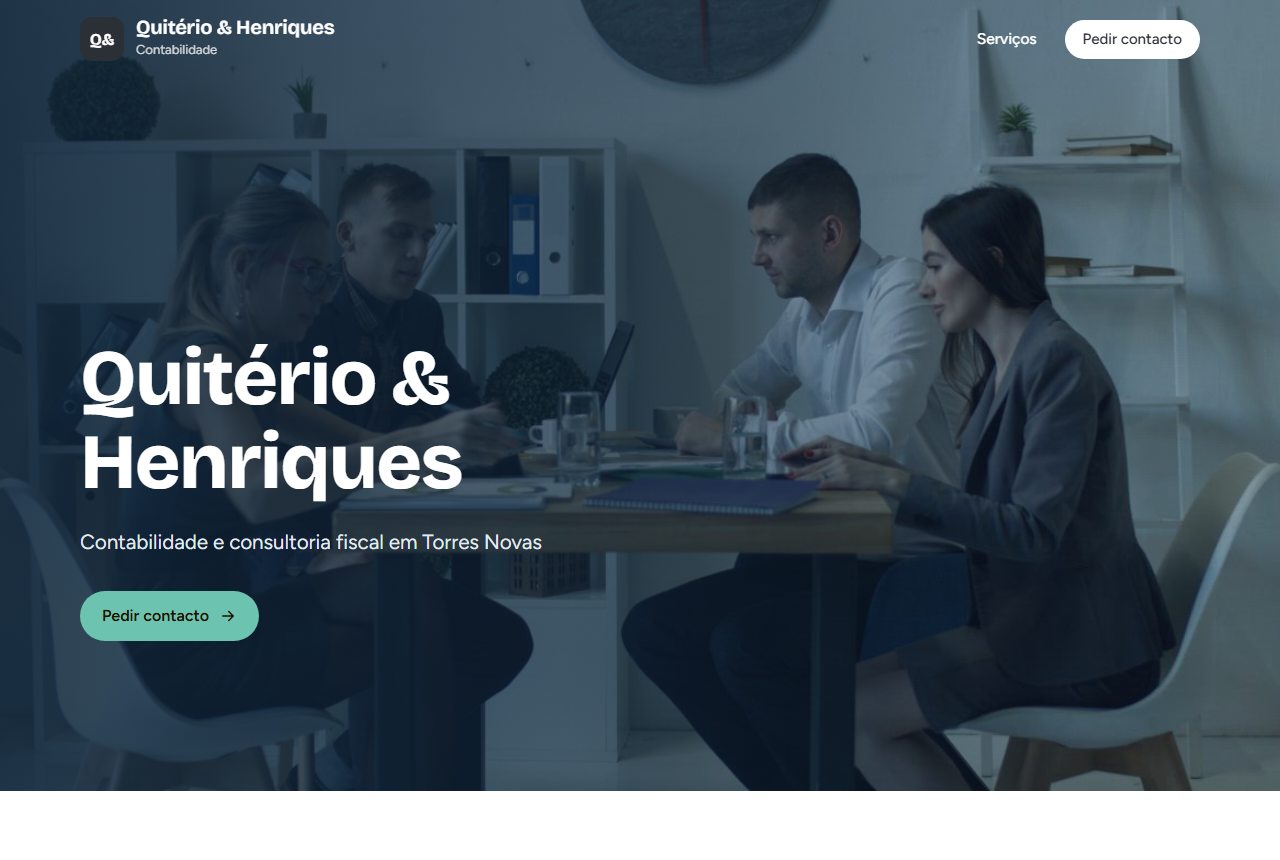 Q&
Quitério & Henriques
Contabilidade
Serviços
Pedir contacto
Quitério &
Henriques
Contabilidade e consultoria fiscal em Torres Novas
Pedir contacto →